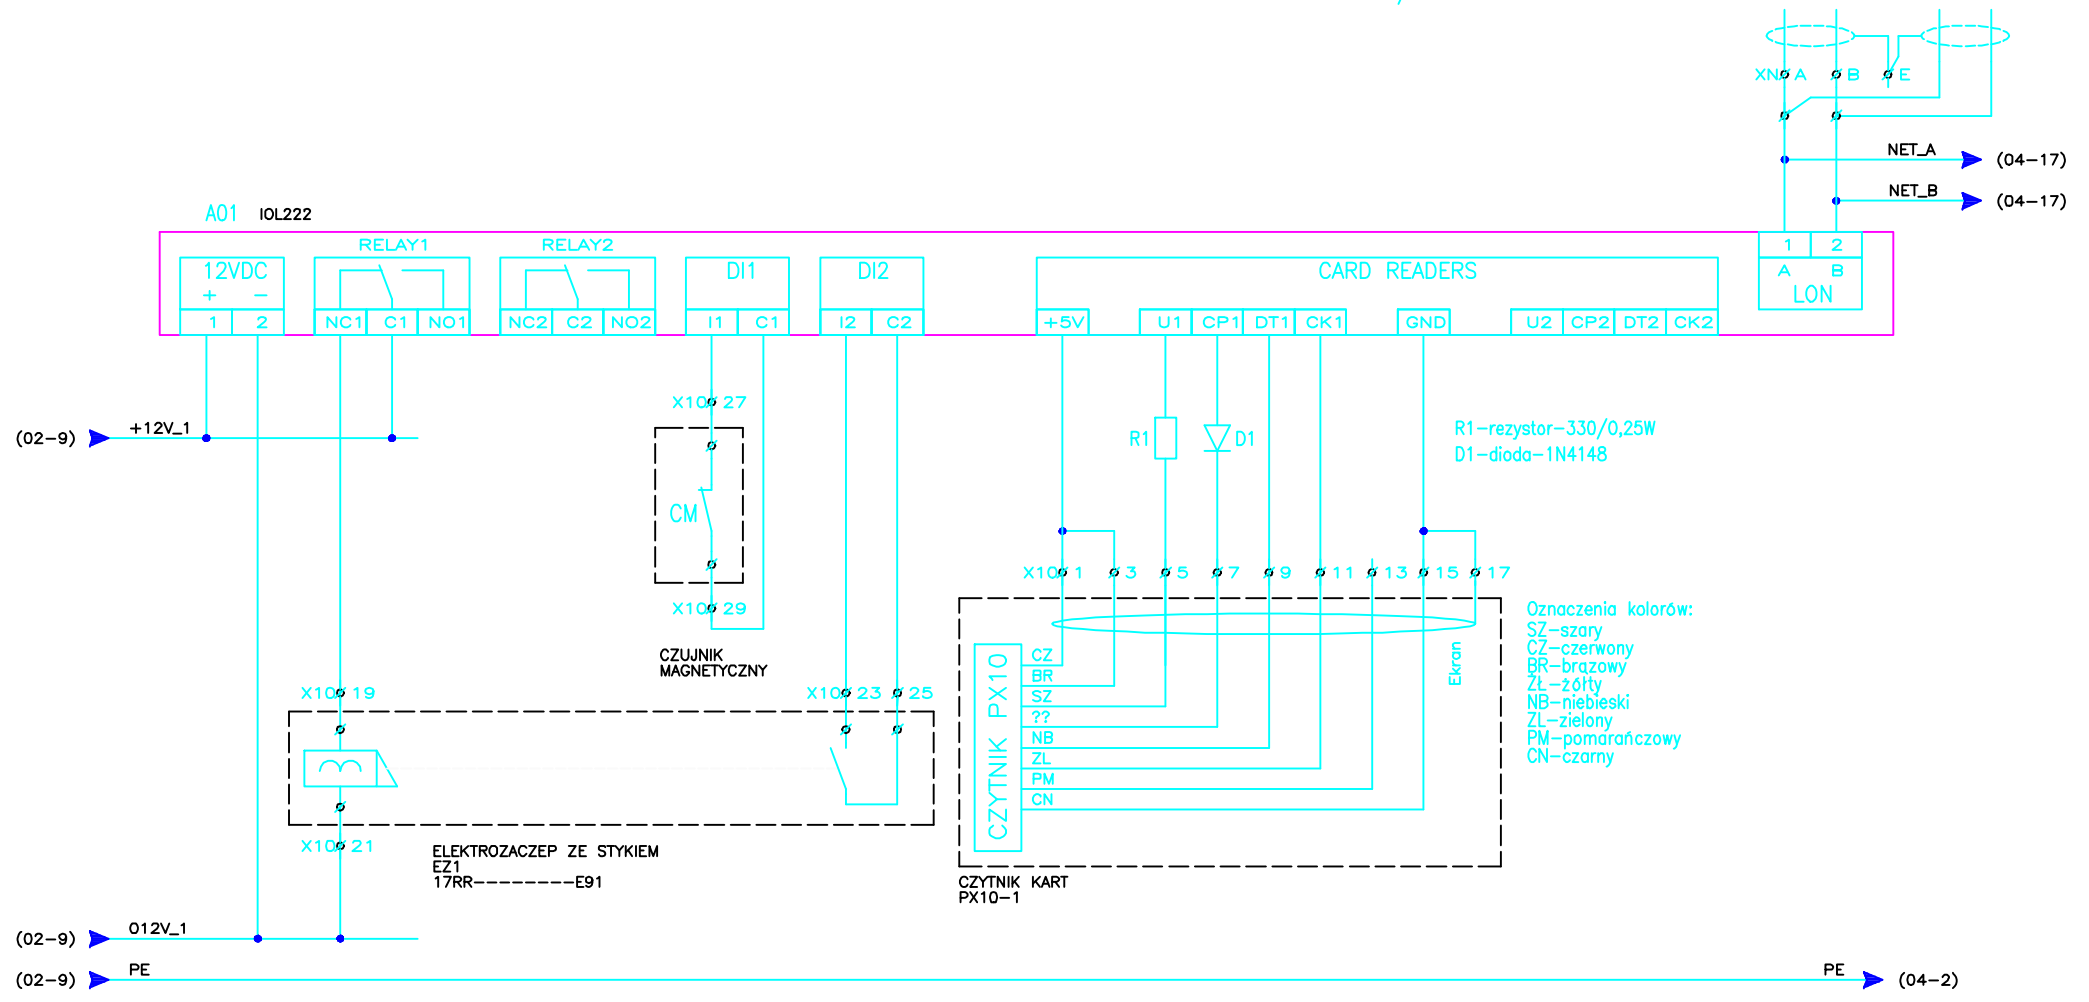 XN A B E
NET_A (04-17)
NET_B (04-17)
A01 IOL222
RELAY1 RELAY2 1 2
12VDC DI1 DI2 CARD READERS A B
+ - LON
1 2 NC1 C1 NO1 NC2 C2 NO2 I1 C1 I2 C2 +5V U1 CP1 DT1 CK1 GND U2 CP2 DT2 CK2
X10 27
(02-9) +12V_1
R1 D1
R1-rezystor-330/0,25W
D1-dioda-1N4148
CM
X10 1 3 5 7 9 11 13 15 17
X10 29
CZUJNIK
MAGNETYCZNY
Oznaczenia kolorów:
SZ-szary
CZ-czerwony
BR-brązowy
ZŁ-żółty
NB-niebieski
ZL-zielony
PM-pomarańczowy
CN-czarny
Ekran
CZYTNIK PX10
CZ
BR
SZ
??
NB
ZL
PM
CN
X10 19 X10 23 25
X10 21
ELEKTROZACZEP ZE STYKIEM
EZ1
17RR---------E91
CZYTNIK KART
PX10-1
(02-9) 012V_1
(02-9) PE PE (04-2)